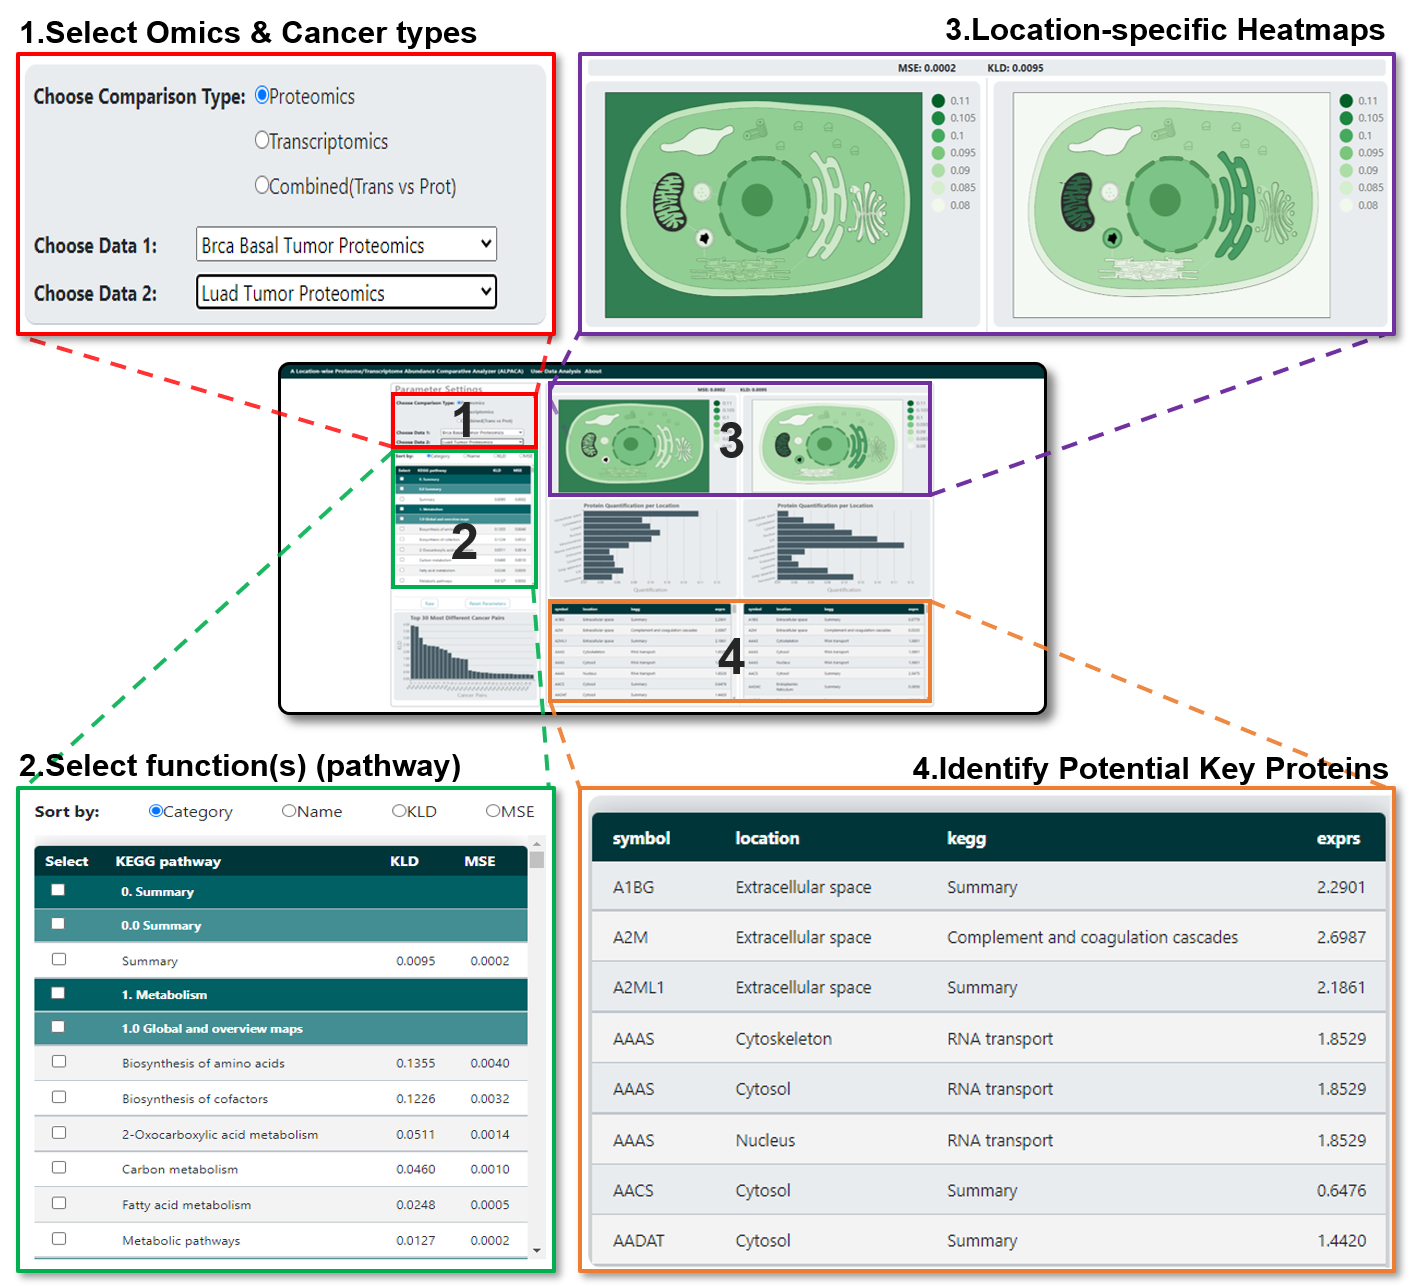 1.Select Omics & Cancer types
Choose Comparison Type: Proteomics
Transcriptomics
Combined(Trans vs Prot)
Choose Data 1: Brca Basal Tumor Proteomics
Choose Data 2: Luad Tumor Proteomics
3.Location-specific Heatmaps
MSE: 0.0002 KLD: 0.0095
0.11
0.105
0.1
0.095
0.09
0.085
0.08
0.11
0.105
0.1
0.095
0.09
0.085
0.08
A Location-wise Proteome/Transcriptome Abundance Comparative Analyzer (ALPACA) User Data Analysis About
Parameter Settings
1
2
3
MSE: 0.0002 KLD: 0.0095
Protein Quantification per Location
Quantification
Protein Quantification per Location
Quantification
Top 30 Most Different Cancer Pairs
KLD
Cancer Pairs
4
2.Select function(s) (pathway)
Sort by: Category Name KLD MSE
Select KEGG pathway KLD MSE
0. Summary
0.0 Summary
Summary 0.0095 0.0002
1. Metabolism
1.0 Global and overview maps
Biosynthesis of amino acids 0.1355 0.0040
Biosynthesis of cofactors 0.1226 0.0032
2-Oxocarboxylic acid metabolism 0.0511 0.0014
Carbon metabolism 0.0460 0.0010
Fatty acid metabolism 0.0248 0.0005
Metabolic pathways 0.0127 0.0002
4.Identify Potential Key Proteins
symbol location kegg exprs
A1BG Extracellular space Summary 2.2901
A2M Extracellular space Complement and coagulation cascades 2.6987
A2ML1 Extracellular space Summary 2.1861
AAAS Cytoskeleton RNA transport 1.8529
AAAS Cytosol RNA transport 1.8529
AAAS Nucleus RNA transport 1.8529
AACS Cytosol Summary 0.6476
AADAT Cytosol Summary 1.4420